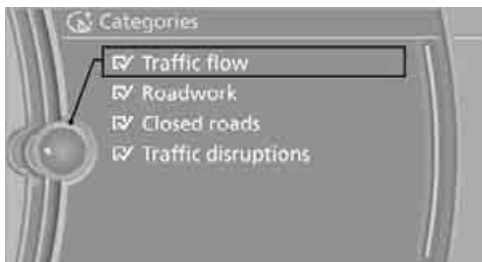 Categories
Traffic flow
Roadwork
Closed roads
Traffic disruptions